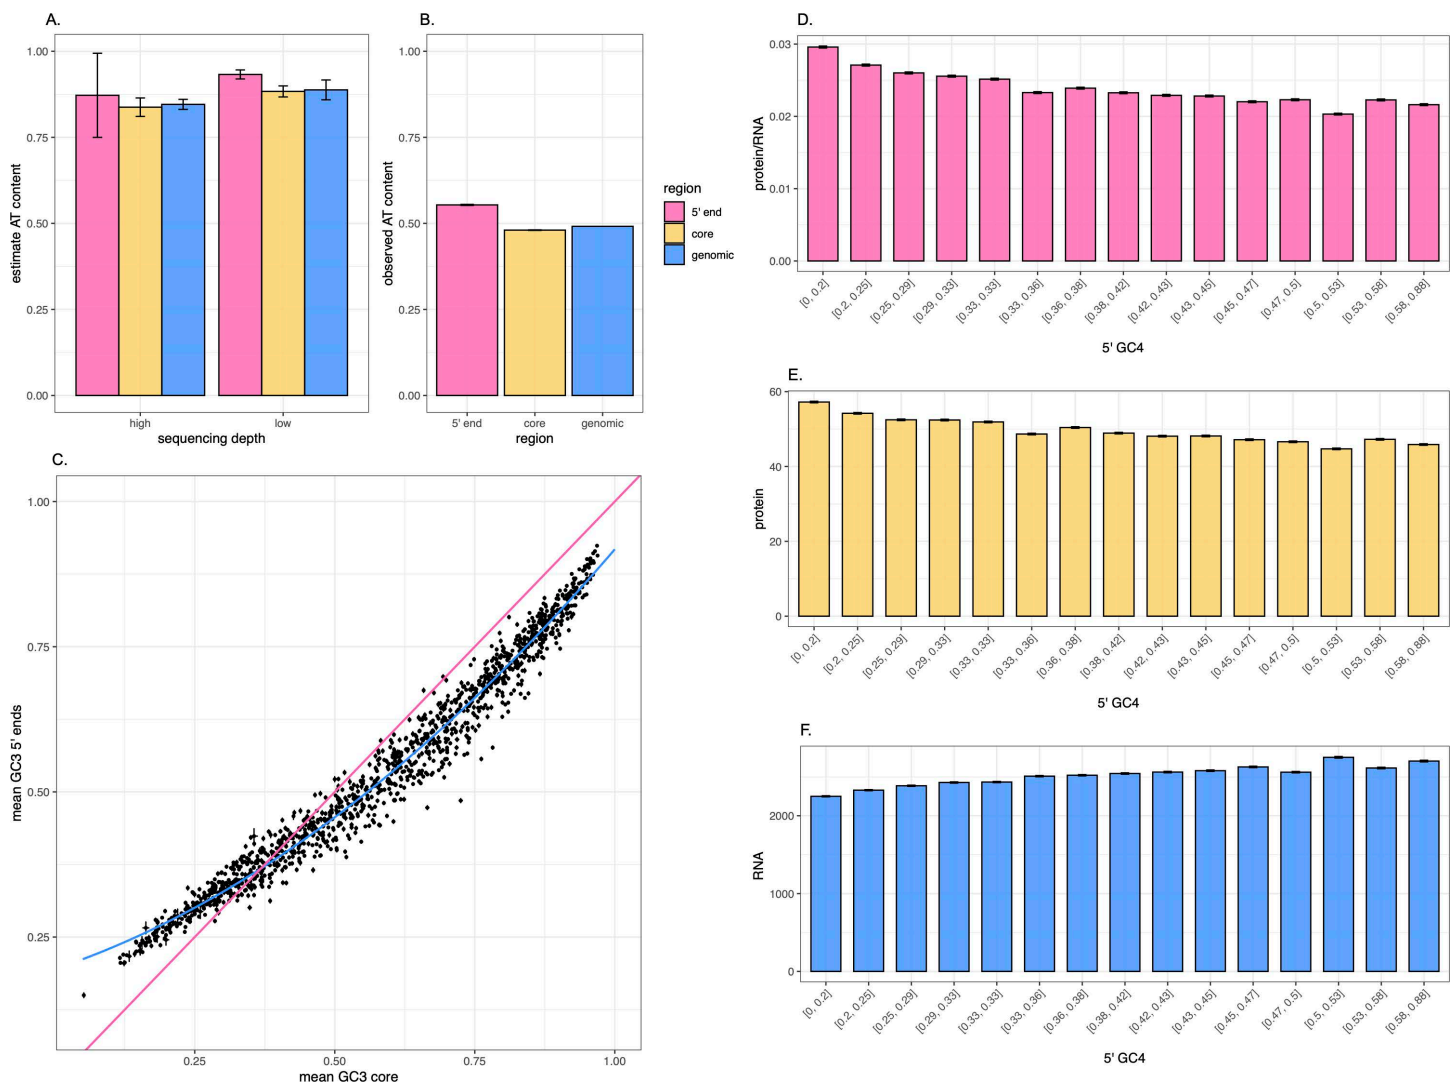 A.
1.00
0.75
0.50
0.25
0.00
estimate AT content
high
low
sequencing depth
B.
1.00
0.75
0.50
0.25
0.00
observed AT content
5' end
core
genomic
region
region
5' end
core
genomic
C.
1.00
0.75
0.50
0.25
mean GC3 5' ends
0.25
0.50
0.75
1.00
mean GC3 core
D.
0.03
0.02
0.01
0.00
protein/RNA
[0, 0.2]
[0.2, 0.25]
[0.25, 0.29]
[0.29, 0.33]
[0.33, 0.33]
[0.33, 0.36]
[0.36, 0.38]
[0.38, 0.42]
[0.42, 0.43]
[0.43, 0.45]
[0.45, 0.47]
[0.47, 0.5]
[0.5, 0.53]
[0.53, 0.58]
[0.58, 0.88]
5' GC4
E.
60
40
20
0
protein
[0, 0.2]
[0.2, 0.25]
[0.25, 0.29]
[0.29, 0.33]
[0.33, 0.33]
[0.33, 0.36]
[0.36, 0.38]
[0.38, 0.42]
[0.42, 0.43]
[0.43, 0.45]
[0.45, 0.47]
[0.47, 0.5]
[0.5, 0.53]
[0.53, 0.58]
[0.58, 0.88]
5' GC4
F.
2000
1000
0
RNA
[0, 0.2]
[0.2, 0.25]
[0.25, 0.29]
[0.29, 0.33]
[0.33, 0.33]
[0.33, 0.36]
[0.36, 0.38]
[0.38, 0.42]
[0.42, 0.43]
[0.43, 0.45]
[0.45, 0.47]
[0.47, 0.5]
[0.5, 0.53]
[0.53, 0.58]
[0.58, 0.88]
5' GC4